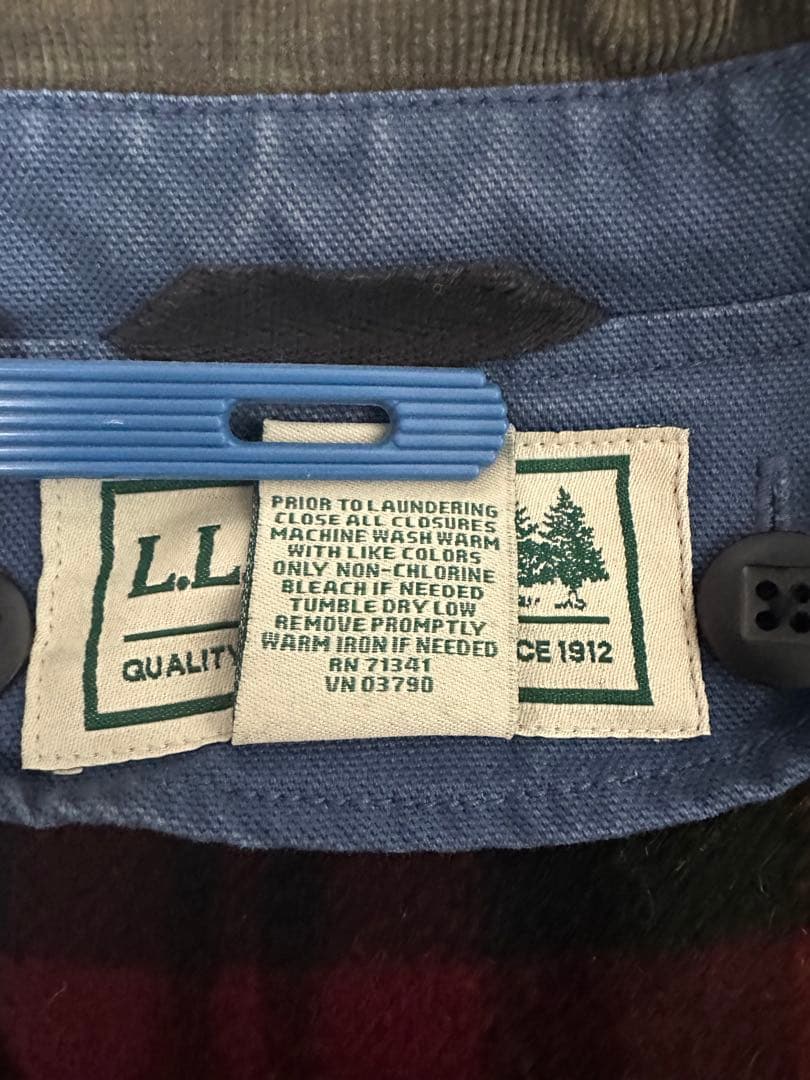 PRIOR TO LAUNDERING
CLOSE ALL CLOSURES
MACHINE WASH WARM
WITH LIKE COLORS
ONLY NON-CHLORINE
BLEACH IF NEEDED
TUMBLE DRY LOW
REMOVE PROMPTLY
WARM IRON IF NEEDED
RN 71341
VN 03790
L.L.
QUALITY
CE 1912